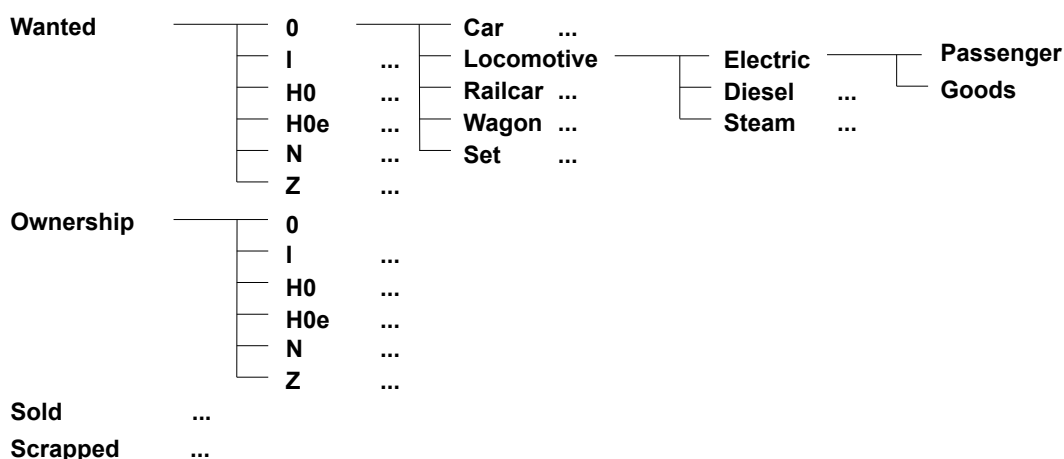 Wanted 0 Car ...
I ... Locomotive Electric Passenger
H0 ... Railcar ... Diesel ... Goods
H0e ... Wagon ... Steam ...
N ... Set ...
Z ...
Ownership 0
I ...
H0 ...
H0e ...
N ...
Z ...
Sold ...
Scrapped ...